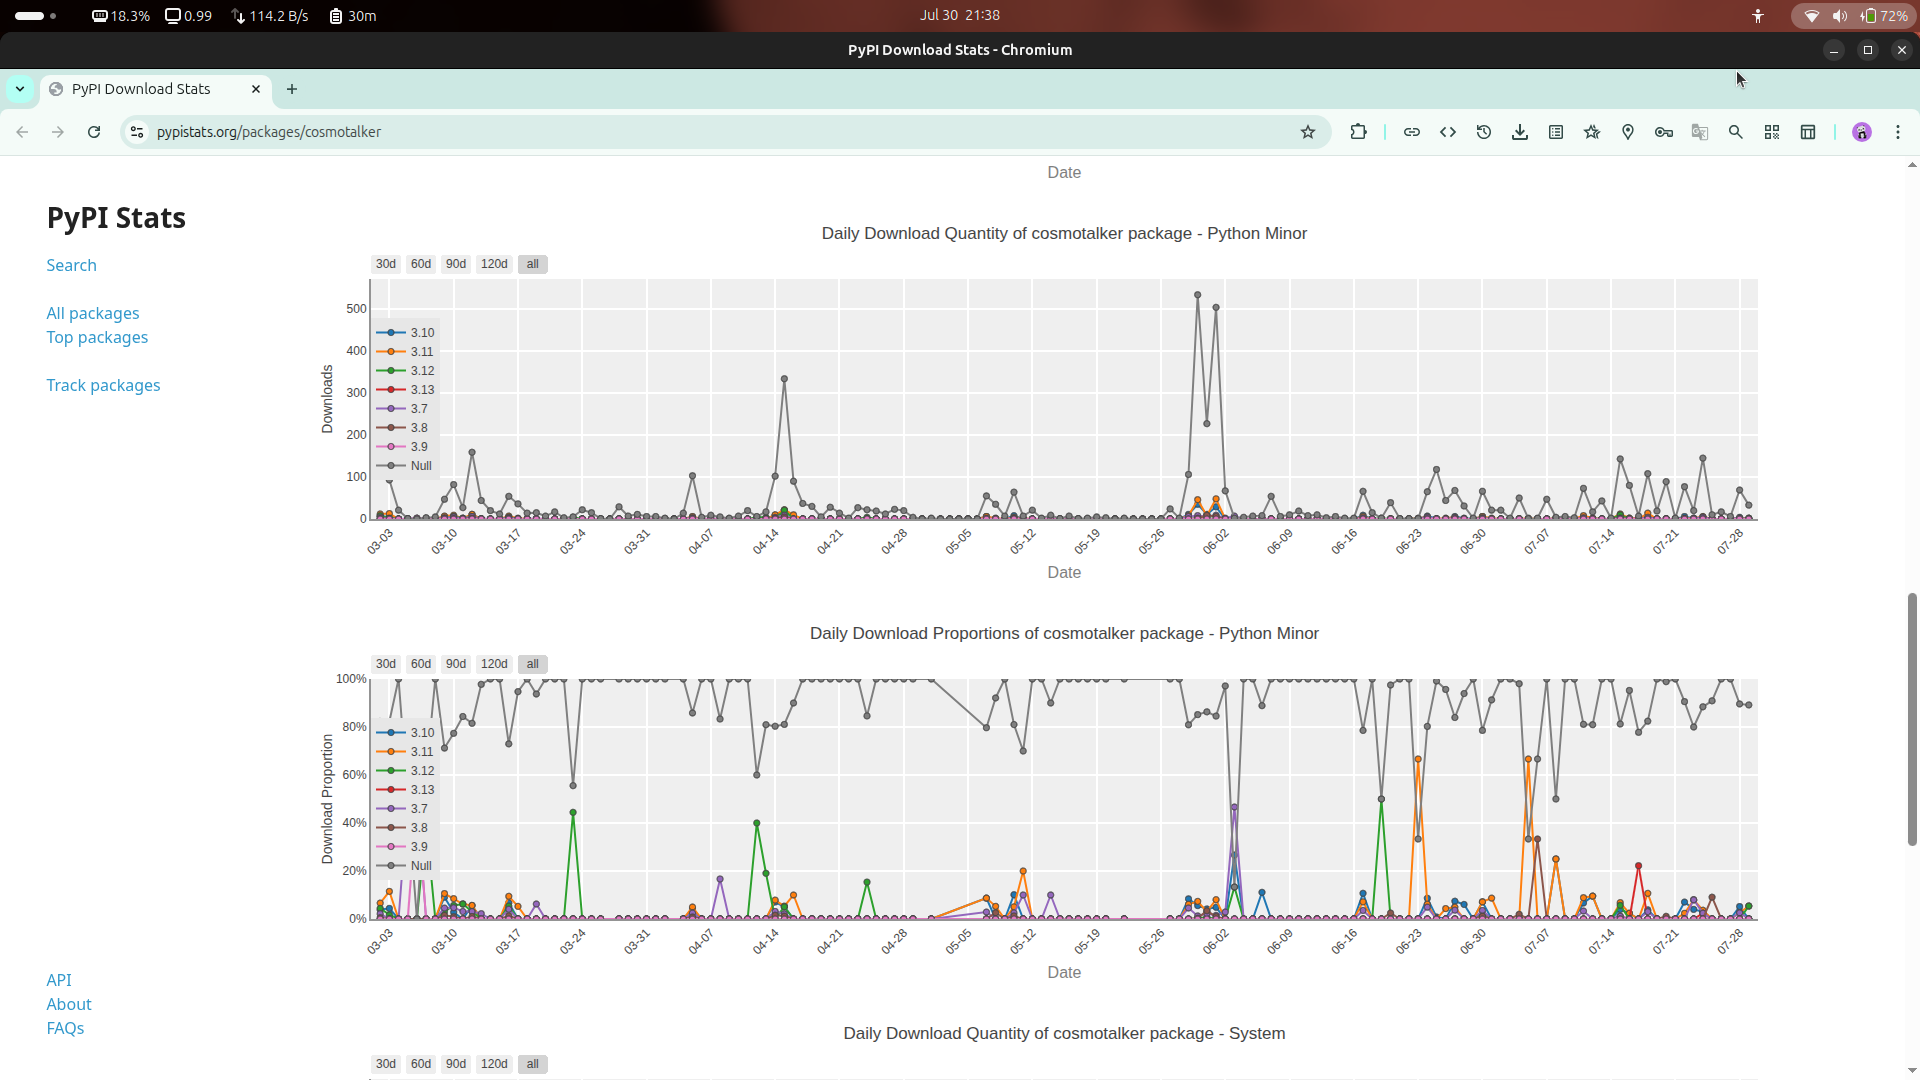 18.3% 0.99 114.2 B/s 30m Jul 30 21:38 72%
PyPI Download Stats - Chromium
PyPI Download Stats
pypistats.org/packages/cosmotalker
Date
PyPI Stats
Search
All packages
Top packages
Track packages
API
About
FAQs
Daily Download Quantity of cosmotalker package - Python Minor
30d 60d 90d 120d all
Downloads
500
400
300
200
100
0
3.10
3.11
3.12
3.13
3.7
3.8
3.9
Null
03-03 03-10 03-17 03-24 03-31 04-07 04-14 04-21 04-28 05-05 05-12 05-19 05-26 06-02 06-09 06-16 06-23 06-30 07-07 07-14 07-21 07-28
Date
Daily Download Proportions of cosmotalker package - Python Minor
30d 60d 90d 120d all
Download Proportion
100%
80%
60%
40%
20%
0%
3.10
3.11
3.12
3.13
3.7
3.8
3.9
Null
03-03 03-10 03-17 03-24 03-31 04-07 04-14 04-21 04-28 05-05 05-12 05-19 05-26 06-02 06-09 06-16 06-23 06-30 07-07 07-14 07-21 07-28
Date
Daily Download Quantity of cosmotalker package - System
30d 60d 90d 120d all